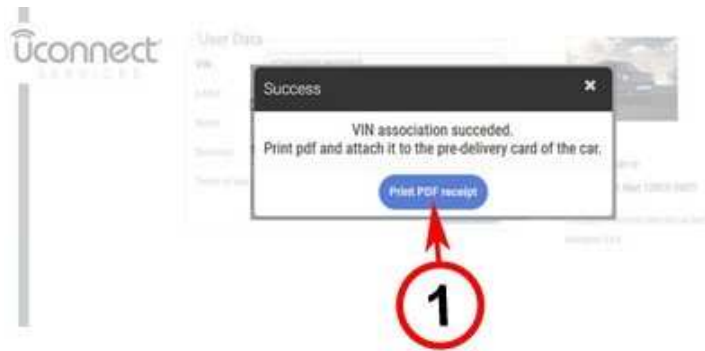 uconnect
SERVICES
User Data
VIN
Success
VIN association succeded.
Print pdf and attach it to the pre-delivery card of the car.
Print PDF receipt
1